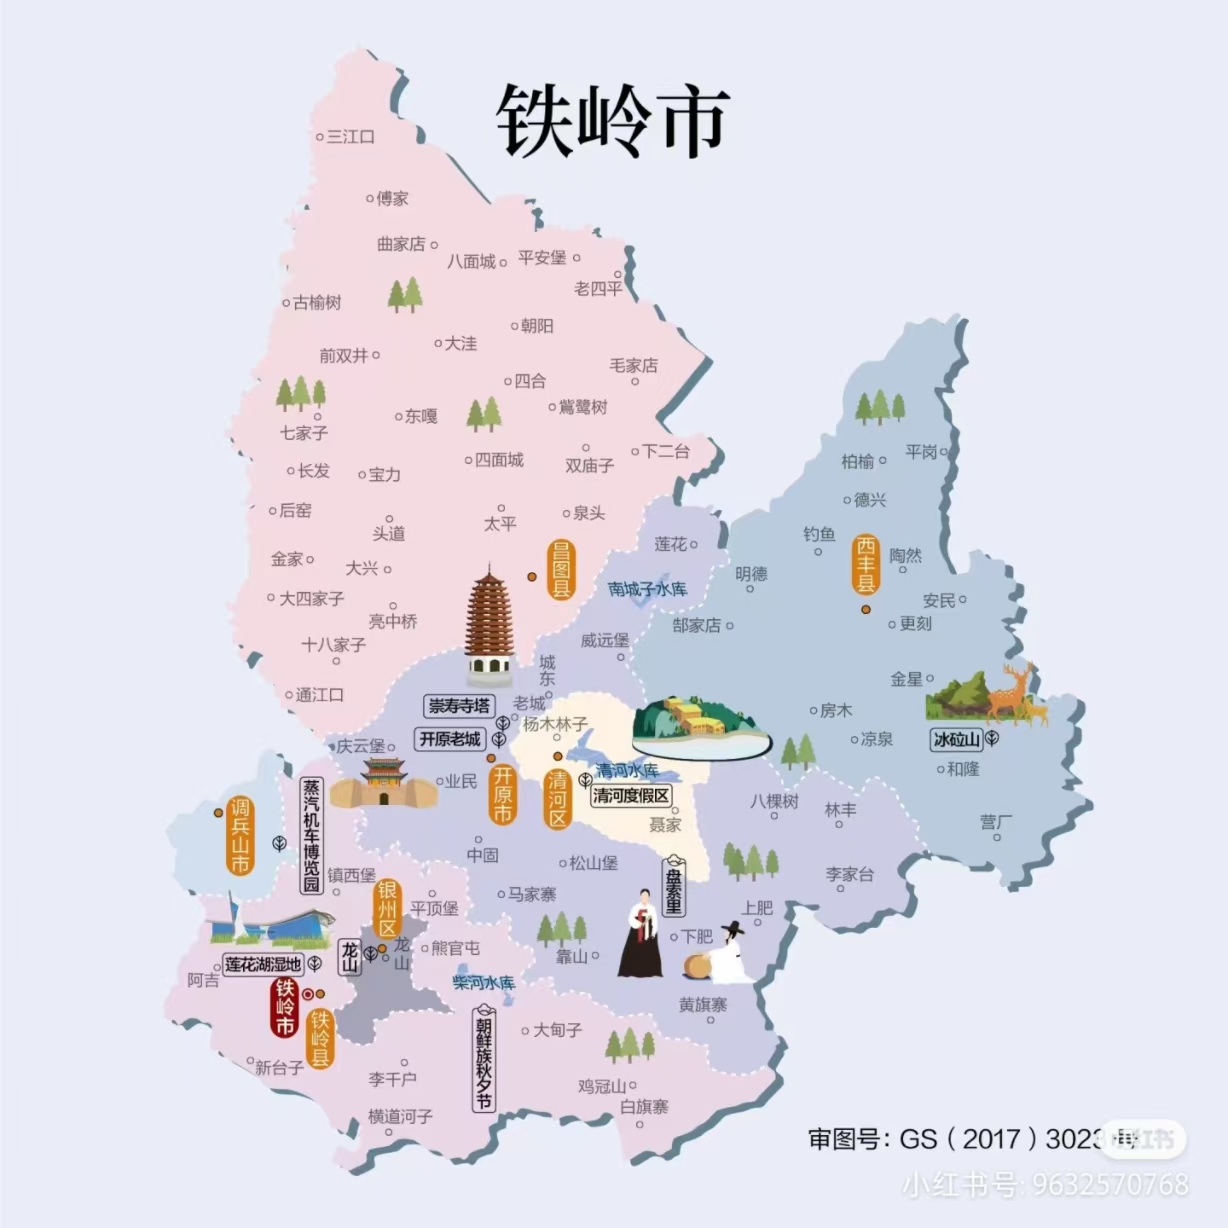 铁岭市
三江口
傅家
曲家店
八面城
平安堡
老四平
古榆树
朝阳
大洼
前双井
毛家店
四合
鴜鹭树
东嘎
七家子
下二台
四面城
双庙子
长发
宝力
后窑
太平
泉头
头道
金家
大兴
昌图县
大四家子
亮中桥
十八家子
通江口
平岗
柏榆
德兴
钓鱼
西丰县
陶然
莲花
明德
南城子水库
安民
郜家店
更刻
威远堡
城东
金星
老城
崇寿寺塔
杨木林子
房木
开原老城
凉泉
冰砬山
庆云堡
业民
开原市
清河区
清河水库
清河度假区
和隆
调兵山市
蒸汽机车博览园
聂家
八棵树
林丰
营厂
中固
松山堡
镇西堡
银州区
平顶堡
马家寨
盘索里
李家台
上肥
下肥
龙山
龙山
熊官屯
靠山
莲花湖湿地
阿吉
柴河水库
铁岭市
铁岭县
黄旗寨
朝鲜族秋夕节
大甸子
新台子
李千户
鸡冠山
横道河子
白旗寨
审图号：GS（2017）302
小红书
小红书号: 9632570768